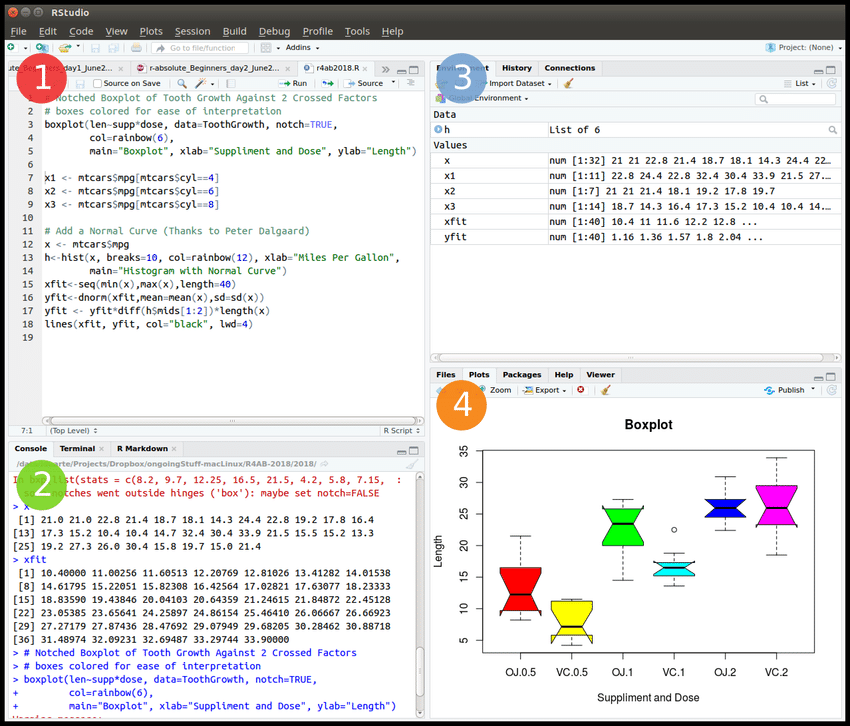 RStudio
File Edit Code View Plots Session Build Debug Profile Tools Help
Go to file/function Addins Project: (None)
r-absolute_Beginners_day2_June2... r4ab2018.R
Source on Save Run Source
1
1 # Notched Boxplot of Tooth Growth Against 2 Crossed Factors
2 # boxes colored for ease of interpretation
3 boxplot(len~supp*dose, data=ToothGrowth, notch=TRUE,
4 col=rainbow(6),
5 main="Boxplot", xlab="Suppliment and Dose", ylab="Length")
6
7 x1 <- mtcars$mpg[mtcars$cyl==4]
8 x2 <- mtcars$mpg[mtcars$cyl==6]
9 x3 <- mtcars$mpg[mtcars$cyl==8]
10
11 # Add a Normal Curve (Thanks to Peter Dalgaard)
12 x <- mtcars$mpg
13 h<-hist(x, breaks=10, col=rainbow(12), xlab="Miles Per Gallon",
14 main="Histogram with Normal Curve")
15 xfit<-seq(min(x),max(x),length=40)
16 yfit<-dnorm(xfit,mean=mean(x),sd=sd(x))
17 yfit <- yfit*diff(h$mids[1:2])*length(x)
18 lines(xfit, yfit, col="black", lwd=4)
19
7:1 (Top Level) R Script
Console Terminal R Markdown
2
In bxp(list(stats = c(8.2, 9.7, 12.25, 16.5, 21.5, 4.2, 5.8, 7.15, :
notches went outside hinges ('box'): maybe set notch=FALSE
> x
[1] 21.0 21.0 22.8 21.4 18.7 18.1 14.3 24.4 22.8 19.2 17.8 16.4
[13] 17.3 15.2 10.4 10.4 14.7 32.4 30.4 33.9 21.5 15.5 15.2 13.3
[25] 19.2 27.3 26.0 30.4 15.8 19.7 15.0 21.4
> xfit
[1] 10.40000 11.00256 11.60513 12.20769 12.81026 13.41282 14.01538
[8] 14.61795 15.22051 15.82308 16.42564 17.02821 17.63077 18.23333
[15] 18.83590 19.43846 20.04103 20.64359 21.24615 21.84872 22.45128
[22] 23.05385 23.65641 24.25897 24.86154 25.46410 26.06667 26.66923
[29] 27.27179 27.87436 28.47692 29.07949 29.68205 30.28462 30.88718
[36] 31.48974 32.09231 32.69487 33.29744 33.90000
> # Notched Boxplot of Tooth Growth Against 2 Crossed Factors
> # boxes colored for ease of interpretation
> boxplot(len~supp*dose, data=ToothGrowth, notch=TRUE,
+ col=rainbow(6),
+ main="Boxplot", xlab="Suppliment and Dose", ylab="Length")
Environment History Connections
3
Import Dataset List
Global Environment
Data
h List of 6
Values
x num [1:32] 21 21 22.8 21.4 18.7 18.1 14.3 24.4 22...
x1 num [1:11] 22.8 24.4 22.8 32.4 30.4 33.9 21.5 27...
x2 num [1:7] 21 21 21.4 18.1 19.2 17.8 19.7
x3 num [1:14] 18.7 14.3 16.4 17.3 15.2 10.4 10.4 14...
xfit num [1:40] 10.4 11 11.6 12.2 12.8 ...
yfit num [1:40] 1.16 1.36 1.57 1.8 2.04 ...
Files Plots Packages Help Viewer
4
Zoom Export Publish
Boxplot
Length
35
30
25
20
15
10
5
OJ.0.5 VC.0.5 OJ.1 VC.1 OJ.2 VC.2
Suppliment and Dose